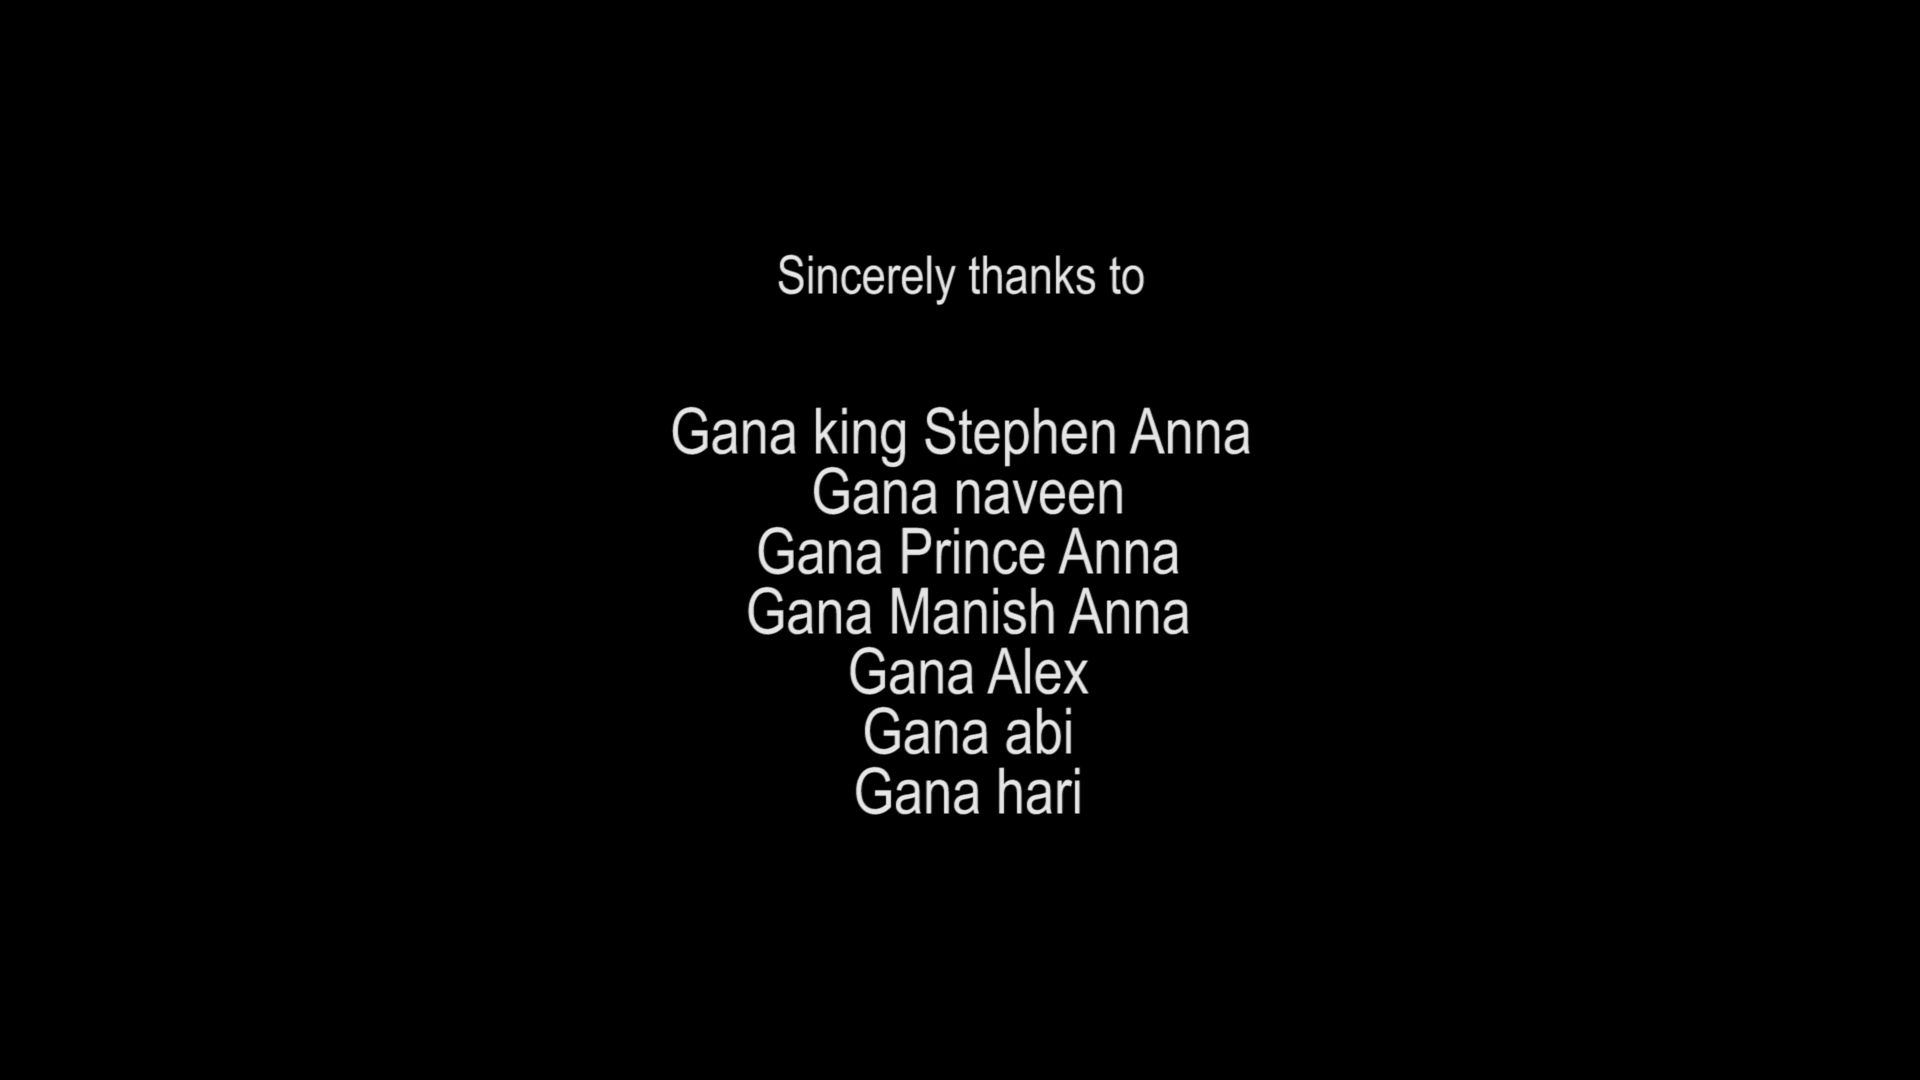 Sincerely thanks to
Gana king Stephen Anna
Gana naveen
Gana Prince Anna
Gana Manish Anna
Gana Alex
Gana abi
Gana hari